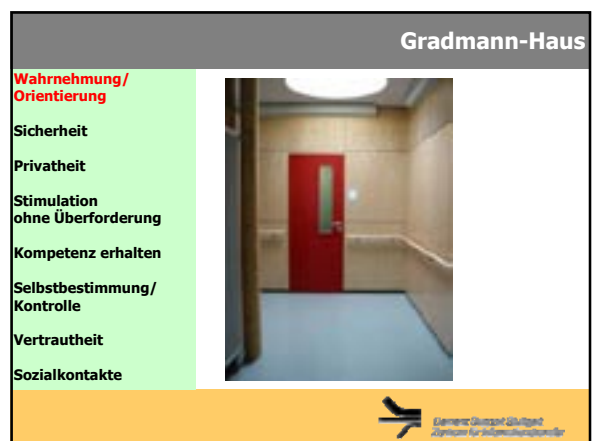 Gradmann-Haus
Wahrnehmung/
Orientierung
Sicherheit
Privatheit
Stimulation
ohne Überforderung
Kompetenz erhalten
Selbstbestimmung/
Kontrolle
Vertrautheit
Sozialkontakte